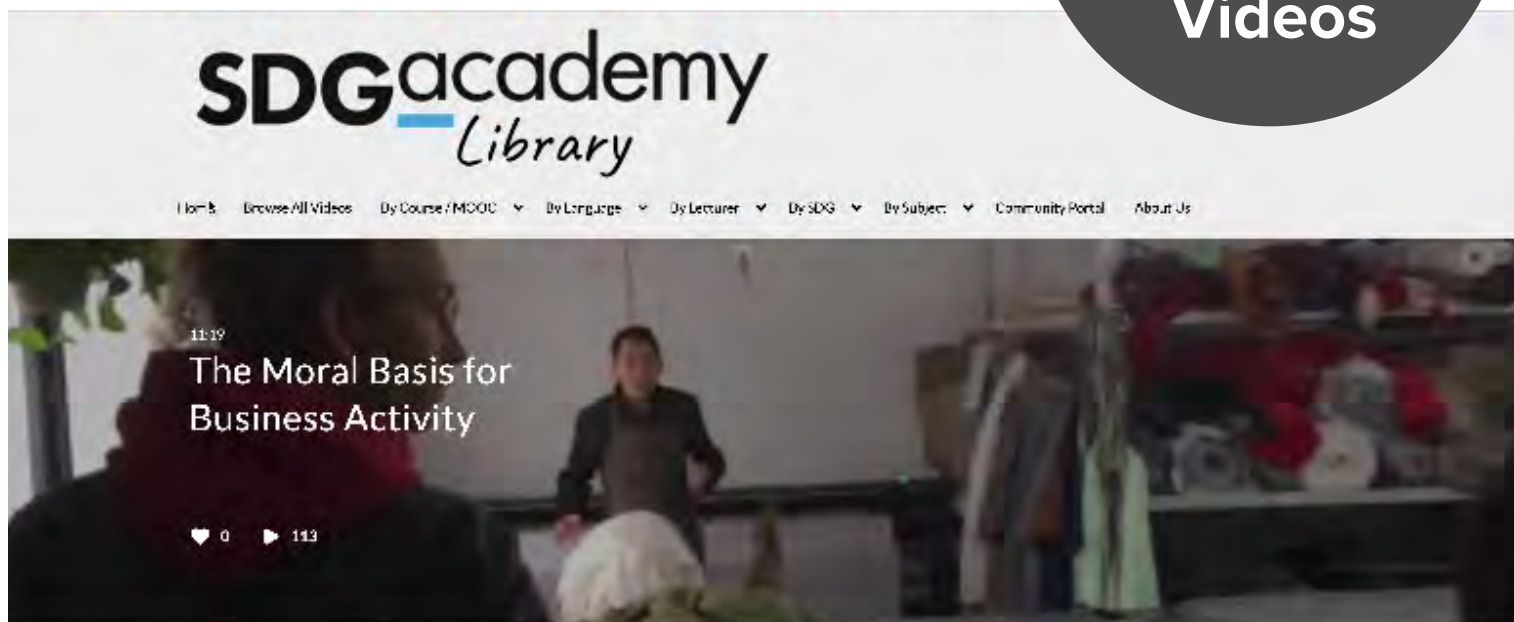 Videos
SDGacademy
Library
Home Browse All Videos By Course / MOOC By Language By Lecturer By SDG By Subject Community Portal About Us
11:19
The Moral Basis for
Business Activity
0 113